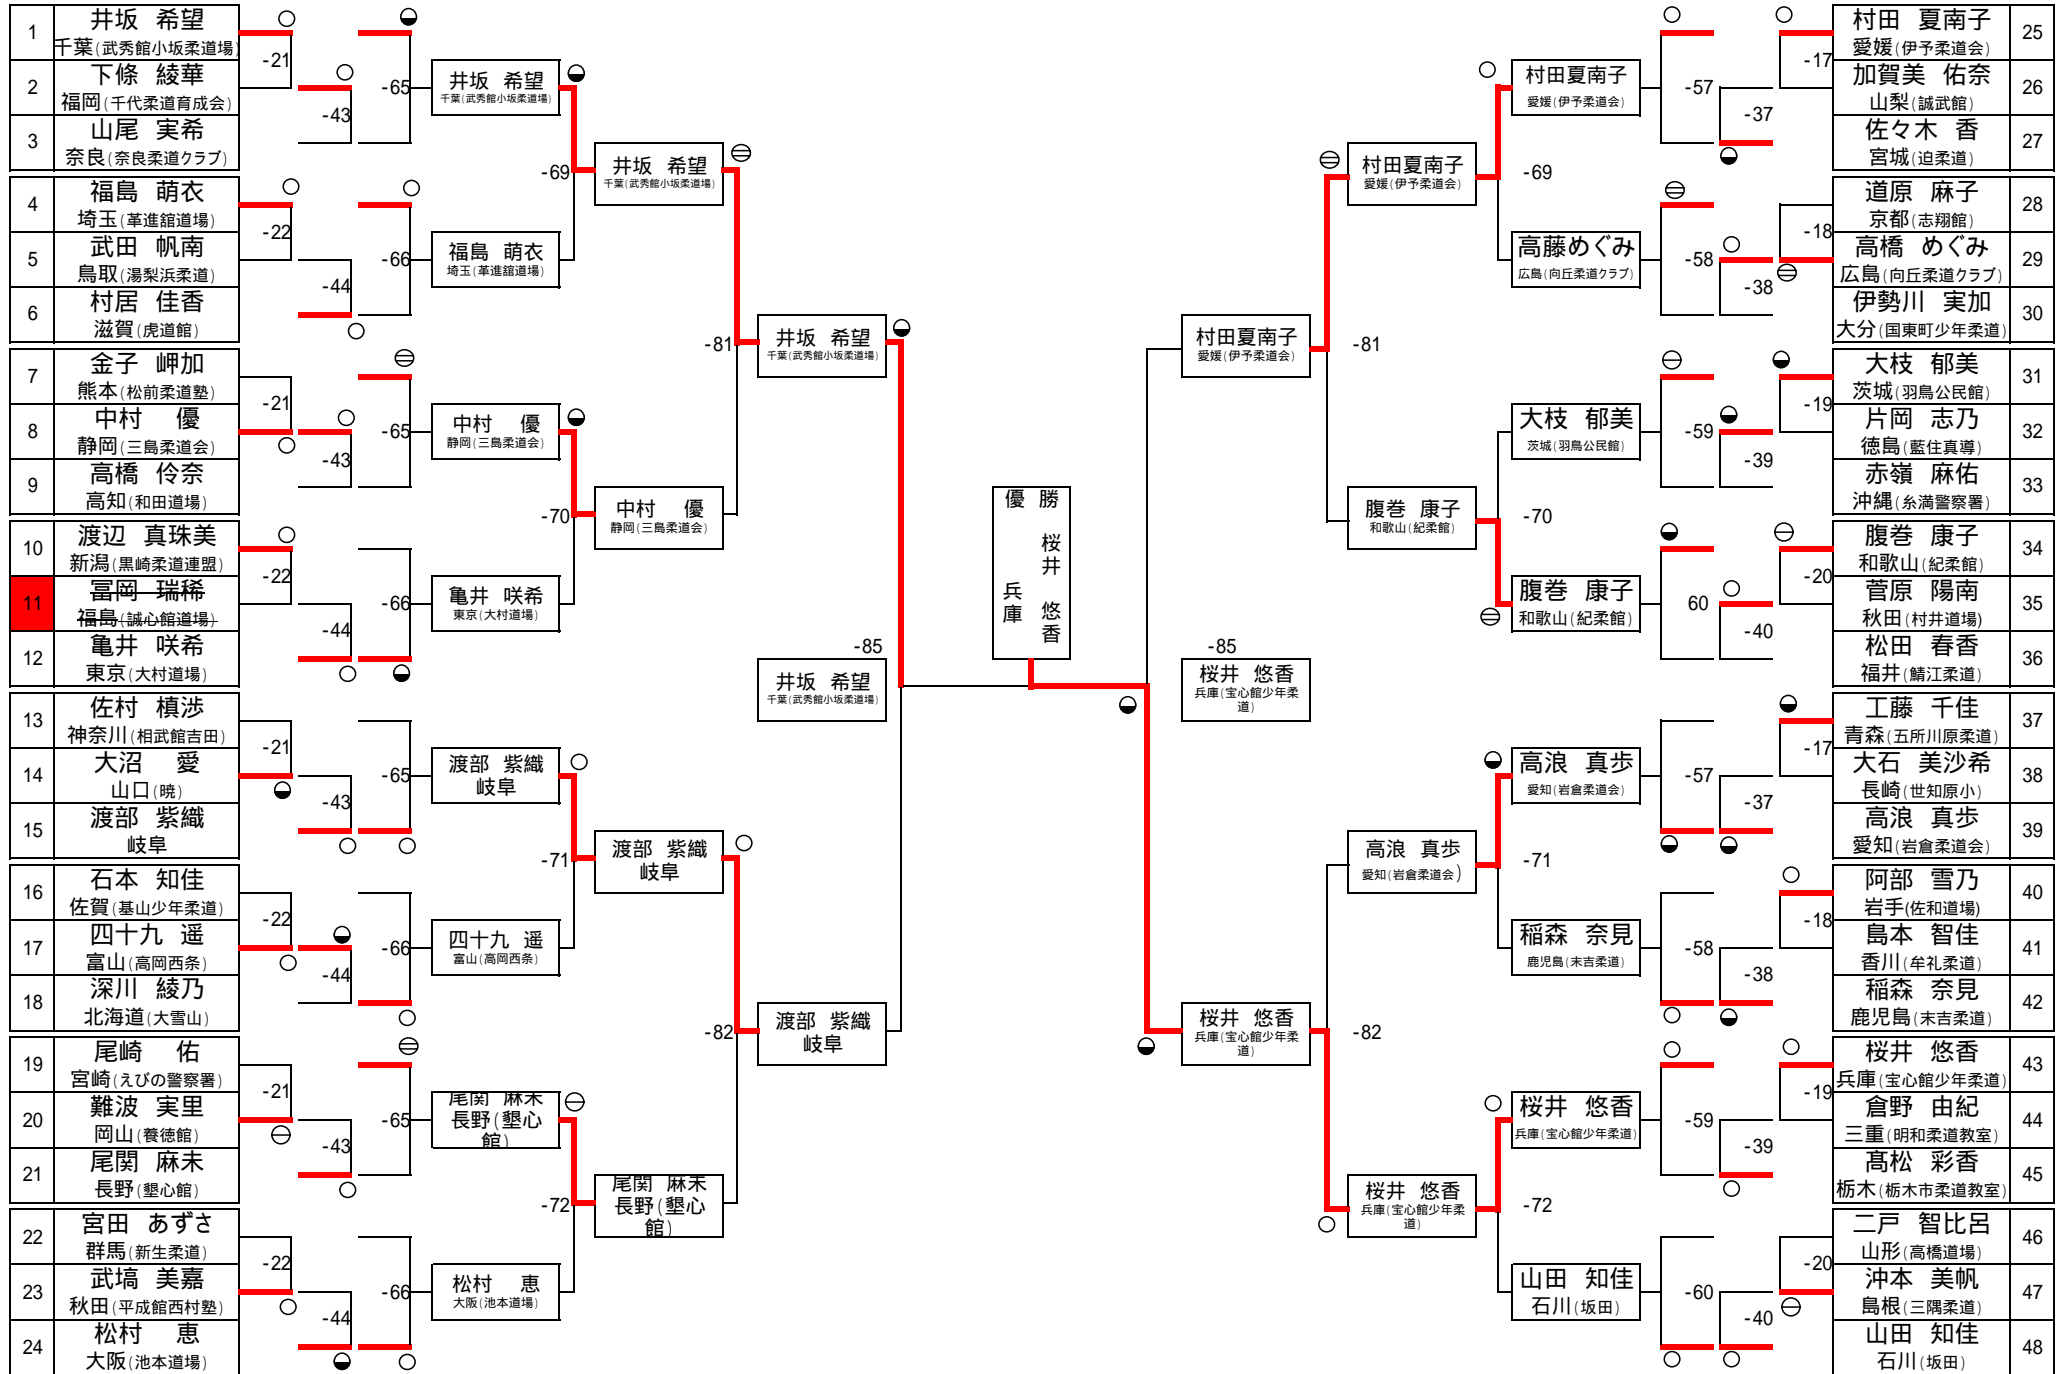 1
井坂 希望
千葉(武秀館小坂柔道場)
2
下條 綾華
福岡(千代柔道育成会)
3
山尾 実希
奈良(奈良柔道クラブ)
4
福島 萌衣
埼玉(革進舘道場)
5
武田 帆南
鳥取(湯梨浜柔道)
6
村居 佳香
滋賀(虎道館)
7
金子 岬加
熊本(松前柔道塾)
8
中村 優
静岡(三島柔道会)
9
高橋 伶奈
高知(和田道場)
10
渡辺 真珠美
新潟(黒崎柔道連盟)
11
冨岡 瑞稀
福島(誠心館道場)
12
亀井 咲希
東京(大村道場)
13
佐村 槙渉
神奈川(相武館吉田)
14
大沼 愛
山口(暁)
15
渡部 紫織
岐阜
16
石本 知佳
佐賀(基山少年柔道)
17
四十九 遥
富山(高岡西条)
18
深川 綾乃
北海道(大雪山)
19
尾崎 佑
宮崎(えびの警察署)
20
難波 実里
岡山(養徳館)
21
尾関 麻未
長野(墾心館)
22
宮田 あずさ
群馬(新生柔道)
23
武塙 美嘉
秋田(平成館西村塾)
24
松村 恵
大阪(池本道場)
-21
-43
-65
-22
-44
-66
-21
-43
-65
-22
-44
-66
-21
-43
-65
-22
-44
-66
-21
-43
-65
-22
-44
-66
井坂 希望
千葉(武秀館小坂柔道場)
福島 萌衣
埼玉(革進舘道場)
中村 優
静岡(三島柔道会)
亀井 咲希
東京(大村道場)
渡部 紫織
岐阜
四十九 遥
富山(高岡西条)
尾関 麻未
長野(墾心
館)
松村 恵
大阪(池本道場)
-69
-70
-71
-72
井坂 希望
千葉(武秀館小坂柔道場)
中村 優
静岡(三島柔道会)
渡部 紫織
岐阜
尾関 麻未
長野(墾心
館)
-81
-82
井坂 希望
千葉(武秀館小坂柔道場)
渡部 紫織
岐阜
-85
井坂 希望
千葉(武秀館小坂柔道場)
優 勝
桜井 悠香
兵庫
-85
桜井 悠香
兵庫(宝心館少年柔
道)
村田夏南子
愛媛(伊予柔道会)
桜井 悠香
兵庫(宝心館少年柔
道)
-81
-82
村田夏南子
愛媛(伊予柔道会)
腹巻 康子
和歌山(紀柔館)
高浪 真歩
愛知(岩倉柔道会)
桜井 悠香
兵庫(宝心館少年柔
道)
-69
-70
-71
-72
村田夏南子
愛媛(伊予柔道会)
高藤めぐみ
広島(向丘柔道クラブ)
大枝 郁美
茨城(羽鳥公民館)
腹巻 康子
和歌山(紀柔館)
高浪 真歩
愛知(岩倉柔道会)
稲森 奈見
鹿児島(末吉柔道)
桜井 悠香
兵庫(宝心館少年柔道)
山田 知佳
石川(坂田)
-57
-37
-17
-58
-38
-18
-59
-39
-19
60
-40
-20
-57
-37
-17
-58
-38
-18
-59
-39
-19
-60
-40
-20
村田 夏南子
愛媛(伊予柔道会)
25
加賀美 佑奈
山梨(誠武館)
26
佐々木 香
宮城(迫柔道)
27
道原 麻子
京都(志翔館)
28
高橋 めぐみ
広島(向丘柔道クラブ)
29
伊勢川 実加
大分(国東町少年柔道)
30
大枝 郁美
茨城(羽鳥公民館)
31
片岡 志乃
徳島(藍住真導)
32
赤嶺 麻佑
沖縄(糸満警察署)
33
腹巻 康子
和歌山(紀柔館)
34
菅原 陽南
秋田(村井道場)
35
松田 春香
福井(鯖江柔道)
36
工藤 千佳
青森(五所川原柔道)
37
大石 美沙希
長崎(世知原小)
38
高浪 真歩
愛知(岩倉柔道会)
39
阿部 雪乃
岩手(佐和道場)
40
島本 智佳
香川(牟礼柔道)
41
稲森 奈見
鹿児島(末吉柔道)
42
桜井 悠香
兵庫(宝心館少年柔道)
43
倉野 由紀
三重(明和柔道教室)
44
髙松 彩香
栃木(栃木市柔道教室)
45
二戸 智比呂
山形(高橋道場)
46
沖本 美帆
島根(三隅柔道)
47
山田 知佳
石川(坂田)
48